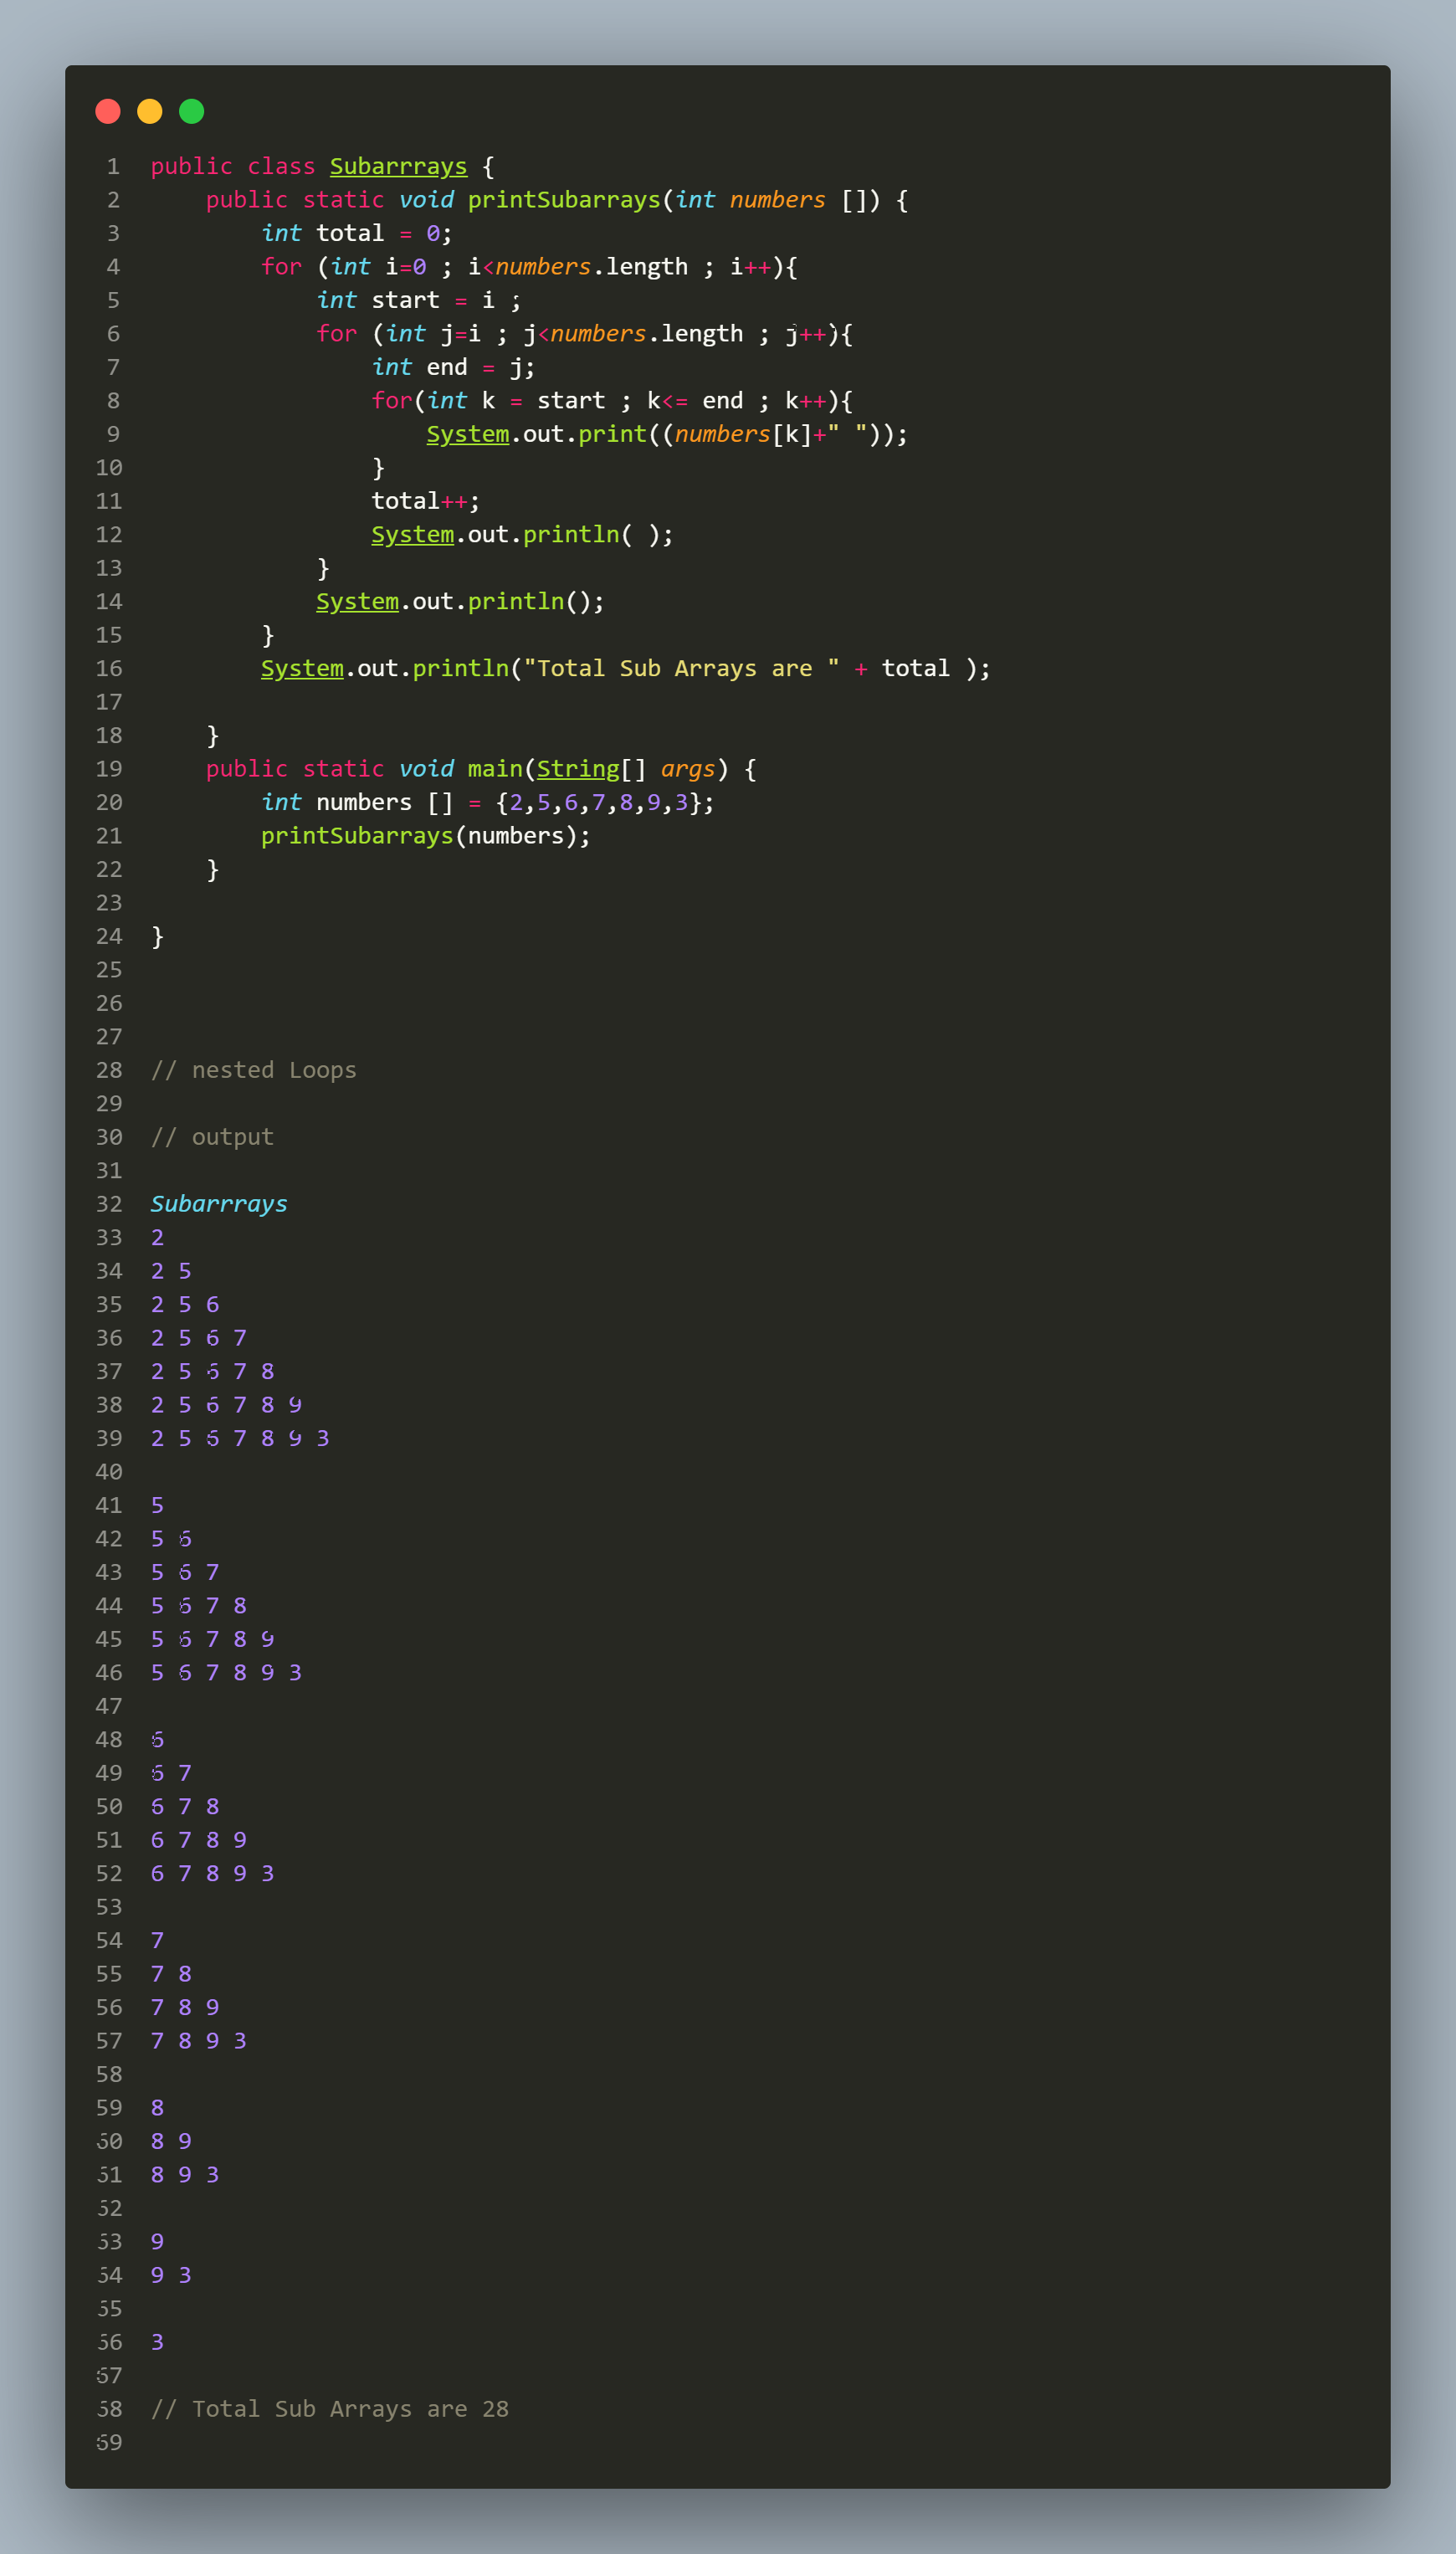 1 public class Subarrrays {
2     public static void printSubarrays(int numbers []) {
3         int total = 0;
4         for (int i=0 ; i<numbers.length ; i++){
5             int start = i ;
6             for (int j=i ; j<numbers.length ; j++){
7                 int end = j;
8                 for(int k = start ; k<= end ; k++){
9                     System.out.print((numbers[k]+" "));
10                 }
11                 total++;
12                 System.out.println( );
13             }
14             System.out.println();
15         }
16         System.out.println("Total Sub Arrays are " + total );
17
18     }
19     public static void main(String[] args) {
20         int numbers [] = {2,5,6,7,8,9,3};
21         printSubarrays(numbers);
22     }
23
24 }
25
26
27
28 // nested Loops
29
30 // output
31
32 Subarrrays
33 2
34 2 5
35 2 5 6
36 2 5 6 7
37 2 5 6 7 8
38 2 5 6 7 8 9
39 2 5 6 7 8 9 3
40
41 5
42 5 6
43 5 6 7
44 5 6 7 8
45 5 6 7 8 9
46 5 6 7 8 9 3
47
48 6
49 6 7
50 6 7 8
51 6 7 8 9
52 6 7 8 9 3
53
54 7
55 7 8
56 7 8 9
57 7 8 9 3
58
59 8
60 8 9
61 8 9 3
62
63 9
64 9 3
65
66 3
67
68 // Total Sub Arrays are 28
69